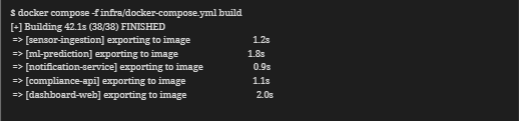 $ docker compose -f infra/docker-compose.yml build
[+] Building 42.1s (38/38) FINISHED
=> [sensor-ingestion] exporting to image 1.2s
=> [ml-prediction] exporting to image 1.8s
=> [notification-service] exporting to image 0.9s
=> [compliance-api] exporting to image 1.1s
=> [dashboard-web] exporting to image 2.0s